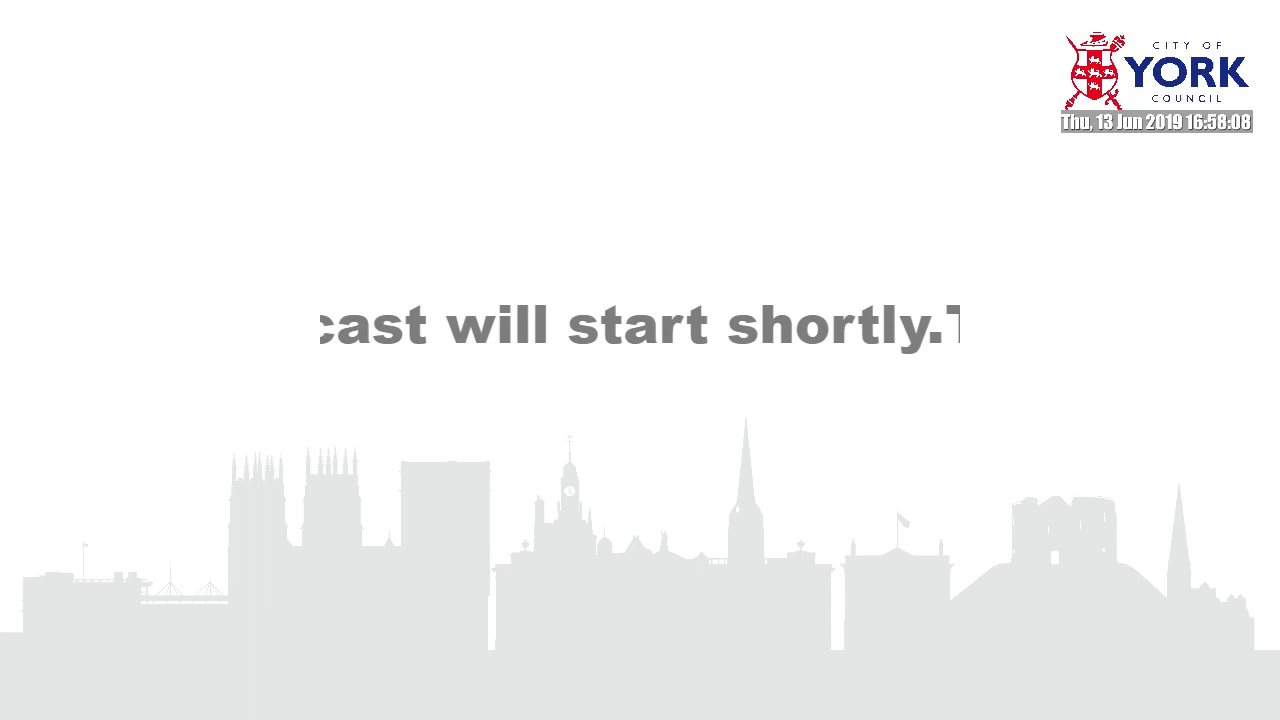 CITY OF
YORK
COUNCIL
Thu, 13 Jun 2019 16:58:08
cast will start shortly.T